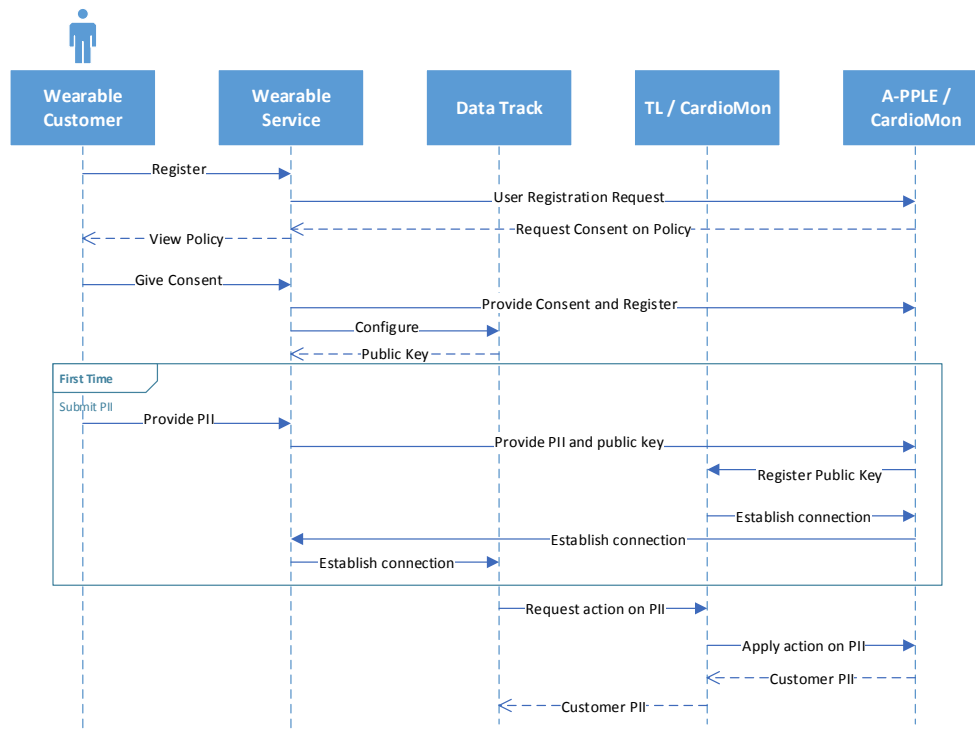 Wearable
Customer
Wearable
Service
Data Track
TL / CardioMon
A-PPLE /
CardioMon
Register
User Registration Request
Request Consent on Policy
View Policy
Give Consent
Provide Consent and Register
Configure
Public Key
First Time
Submit PII
Provide PII
Provide PII and public key
Register Public Key
Establish connection
Establish connection
Establish connection
Request action on PII
Apply action on PII
Customer PII
Customer PII